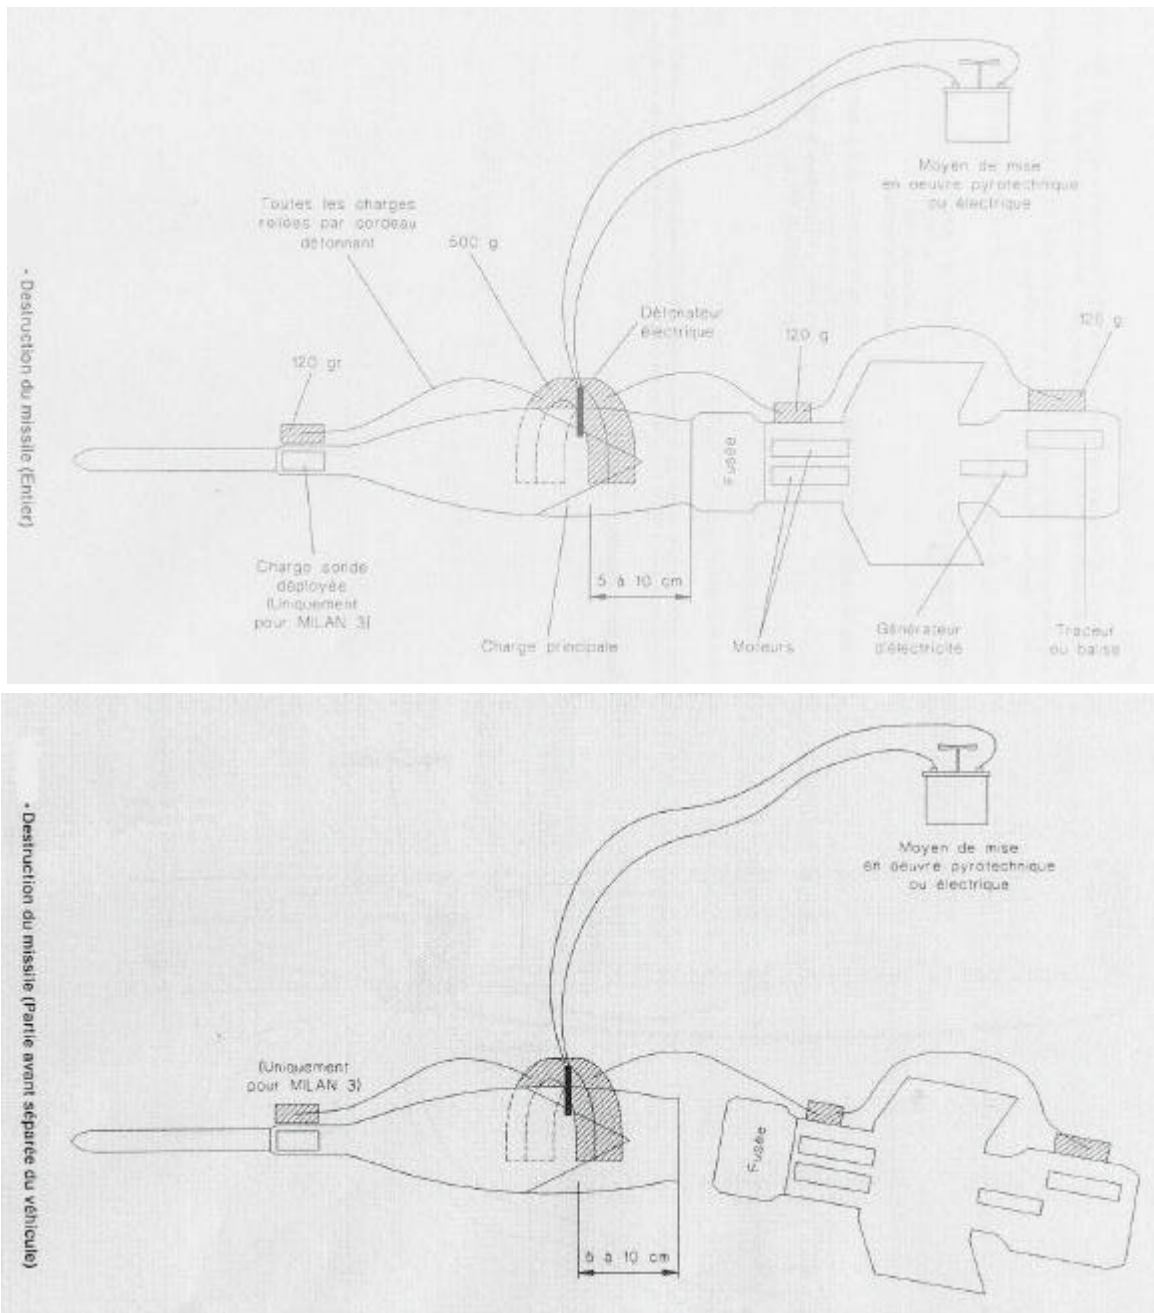 - Destruction du missile (Entier)
Moyen de mise
en oeuvre pyrotechnique
ou électrique
Toutes les charges
reliées par cordeau
détonnant
500 g
Détonateur
électrique
120 gr
120 g
120 g
Fusée
Charge sonde
déployée
(Uniquement
pour MILAN 3)
5 à 10 cm
Charge principale
Moteurs
Générateur
d'électricité
Traceur
ou balise
- Destruction du missile (Partie avant séparée du véhicule)
Moyen de mise
en oeuvre pyrotechnique
ou électrique
(Uniquement
pour MILAN 3)
Fusée
à 10 cm